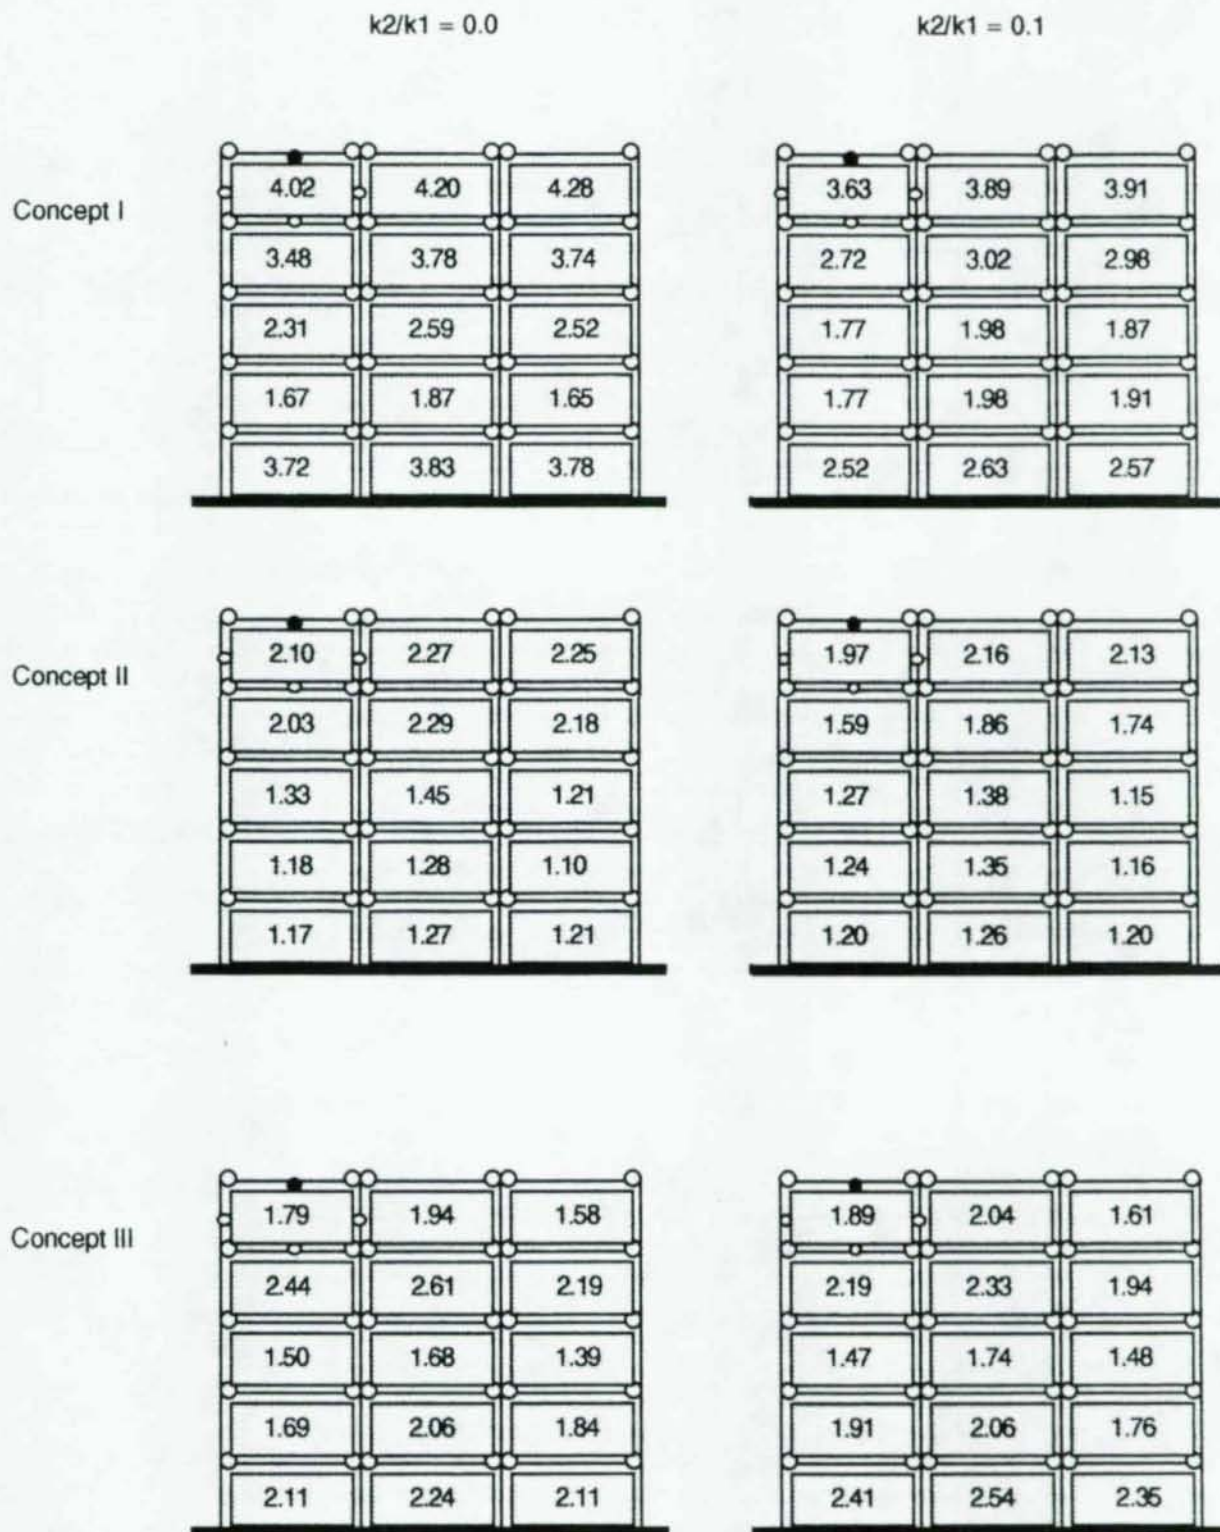 k2/k1 = 0.0 k2/k1 = 0.1
Concept I
4.02 4.20 4.28 3.63 3.89 3.91
3.48 3.78 3.74 2.72 3.02 2.98
2.31 2.59 2.52 1.77 1.98 1.87
1.67 1.87 1.65 1.77 1.98 1.91
3.72 3.83 3.78 2.52 2.63 2.57
Concept II
2.10 2.27 2.25 1.97 2.16 2.13
2.03 2.29 2.18 1.59 1.86 1.74
1.33 1.45 1.21 1.27 1.38 1.15
1.18 1.28 1.10 1.24 1.35 1.16
1.17 1.27 1.21 1.20 1.26 1.20
Concept III
1.79 1.94 1.58 1.89 2.04 1.61
2.44 2.61 2.19 2.19 2.33 1.94
1.50 1.68 1.39 1.47 1.74 1.48
1.69 2.06 1.84 1.91 2.06 1.76
2.11 2.24 2.11 2.41 2.54 2.35